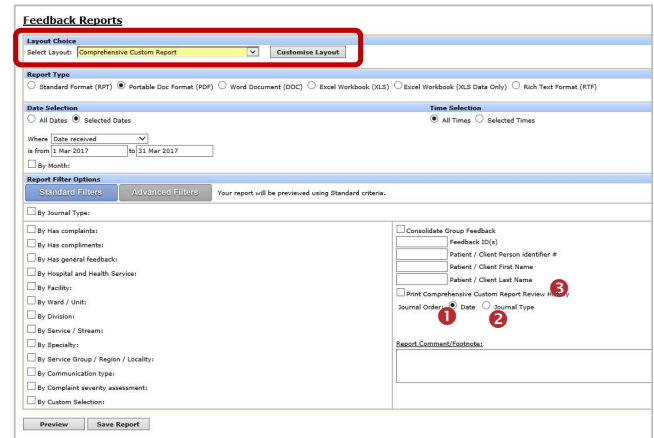 Feedback Reports
Layout Choice
Select Layout: Comprehensive Custom Report Customise Layout
Report Type
Standard Format (RPT) Portable Doc Format (PDF) Word Document (DOC) Excel Workbook (XLS) Excel Workbook (XLS Data Only) Rich Text Format (RTF)
Date Selection Time Selection
All Dates Selected Dates All Times Selected Times
Where Date received
is from 1 Mar 2017 to 31 Mar 2017
By Month:
Report Filter Options
Standard Filters Advanced Filters Your report will be previewed using Standard criteria.
By Journal Type:
By Has complaints:
By Has compliments:
By Has general feedback:
By Hospital and Health Service:
By Facility:
By Ward / Unit:
By Division:
By Service / Stream:
By Specialty:
By Service Group / Region / Locality:
By Communication type:
By Complaint severity assessment:
By Custom Selection:
Consolidate Group Feedback
Feedback ID(s)
Patient / Client Person identifier #
Patient / Client First Name
Patient / Client Last Name
3
Print Comprehensive Custom Report Review History
Journal Order: Date Journal Type
1 2
Report Comment/Footnote:
Preview Save Report